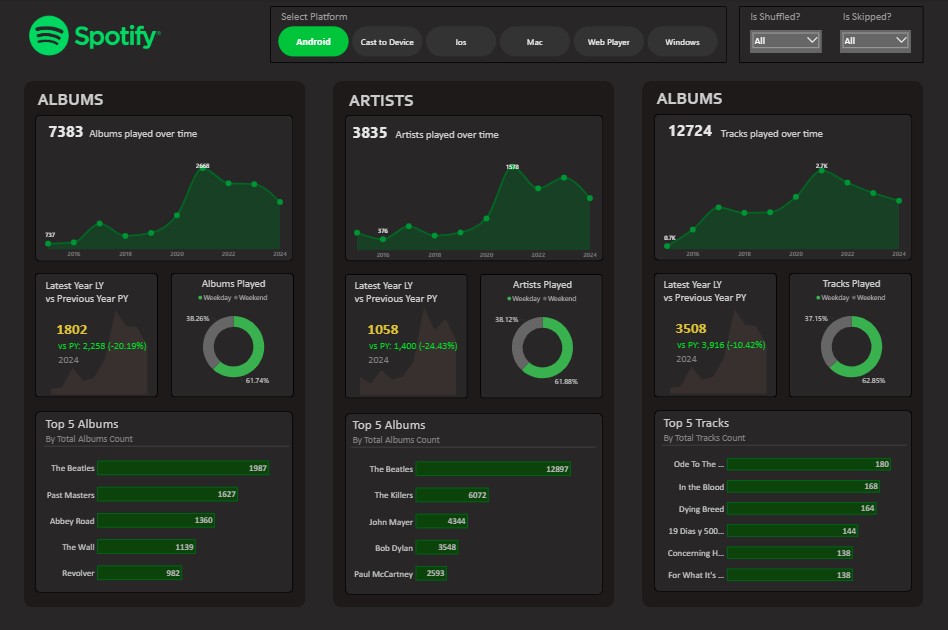 Spotify
Select Platform
Android
Cast to Device
Ios
Mac
Web Player
Windows
Is Shuffled?
Is Skipped?
All
All
ALBUMS
7383 Albums played over time
2668
737
2016 2018 2020 2022 2024
Latest Year LY
vs Previous Year PY
1802
vs PY: 2,258 (-20.19%)
2024
Albums Played
Weekday Weekend
38.26%
61.74%
Top 5 Albums
By Total Albums Count
The Beatles 1987
Past Masters 1627
Abbey Road 1360
The Wall 1139
Revolver 982
ARTISTS
3835 Artists played over time
1578
376
2016 2018 2020 2022 2024
Latest Year LY
vs Previous Year PY
1058
vs PY: 1,400 (-24.43%)
2024
Artists Played
Weekday Weekend
38.12%
61.88%
Top 5 Albums
By Total Albums Count
The Beatles 12897
The Killers 6072
John Mayer 4344
Bob Dylan 3548
Paul McCartney 2593
ALBUMS
12724 Tracks played over time
2.7K
0.7K
2016 2018 2020 2022 2024
Latest Year LY
vs Previous Year PY
3508
vs PY: 3,916 (-10.42%)
2024
Tracks Played
Weekday Weekend
37.15%
62.85%
Top 5 Tracks
By Total Tracks Count
Ode To The ... 180
In the Blood 168
Dying Breed 164
19 Dias y 500... 144
Concerning H... 138
For What It's ... 138